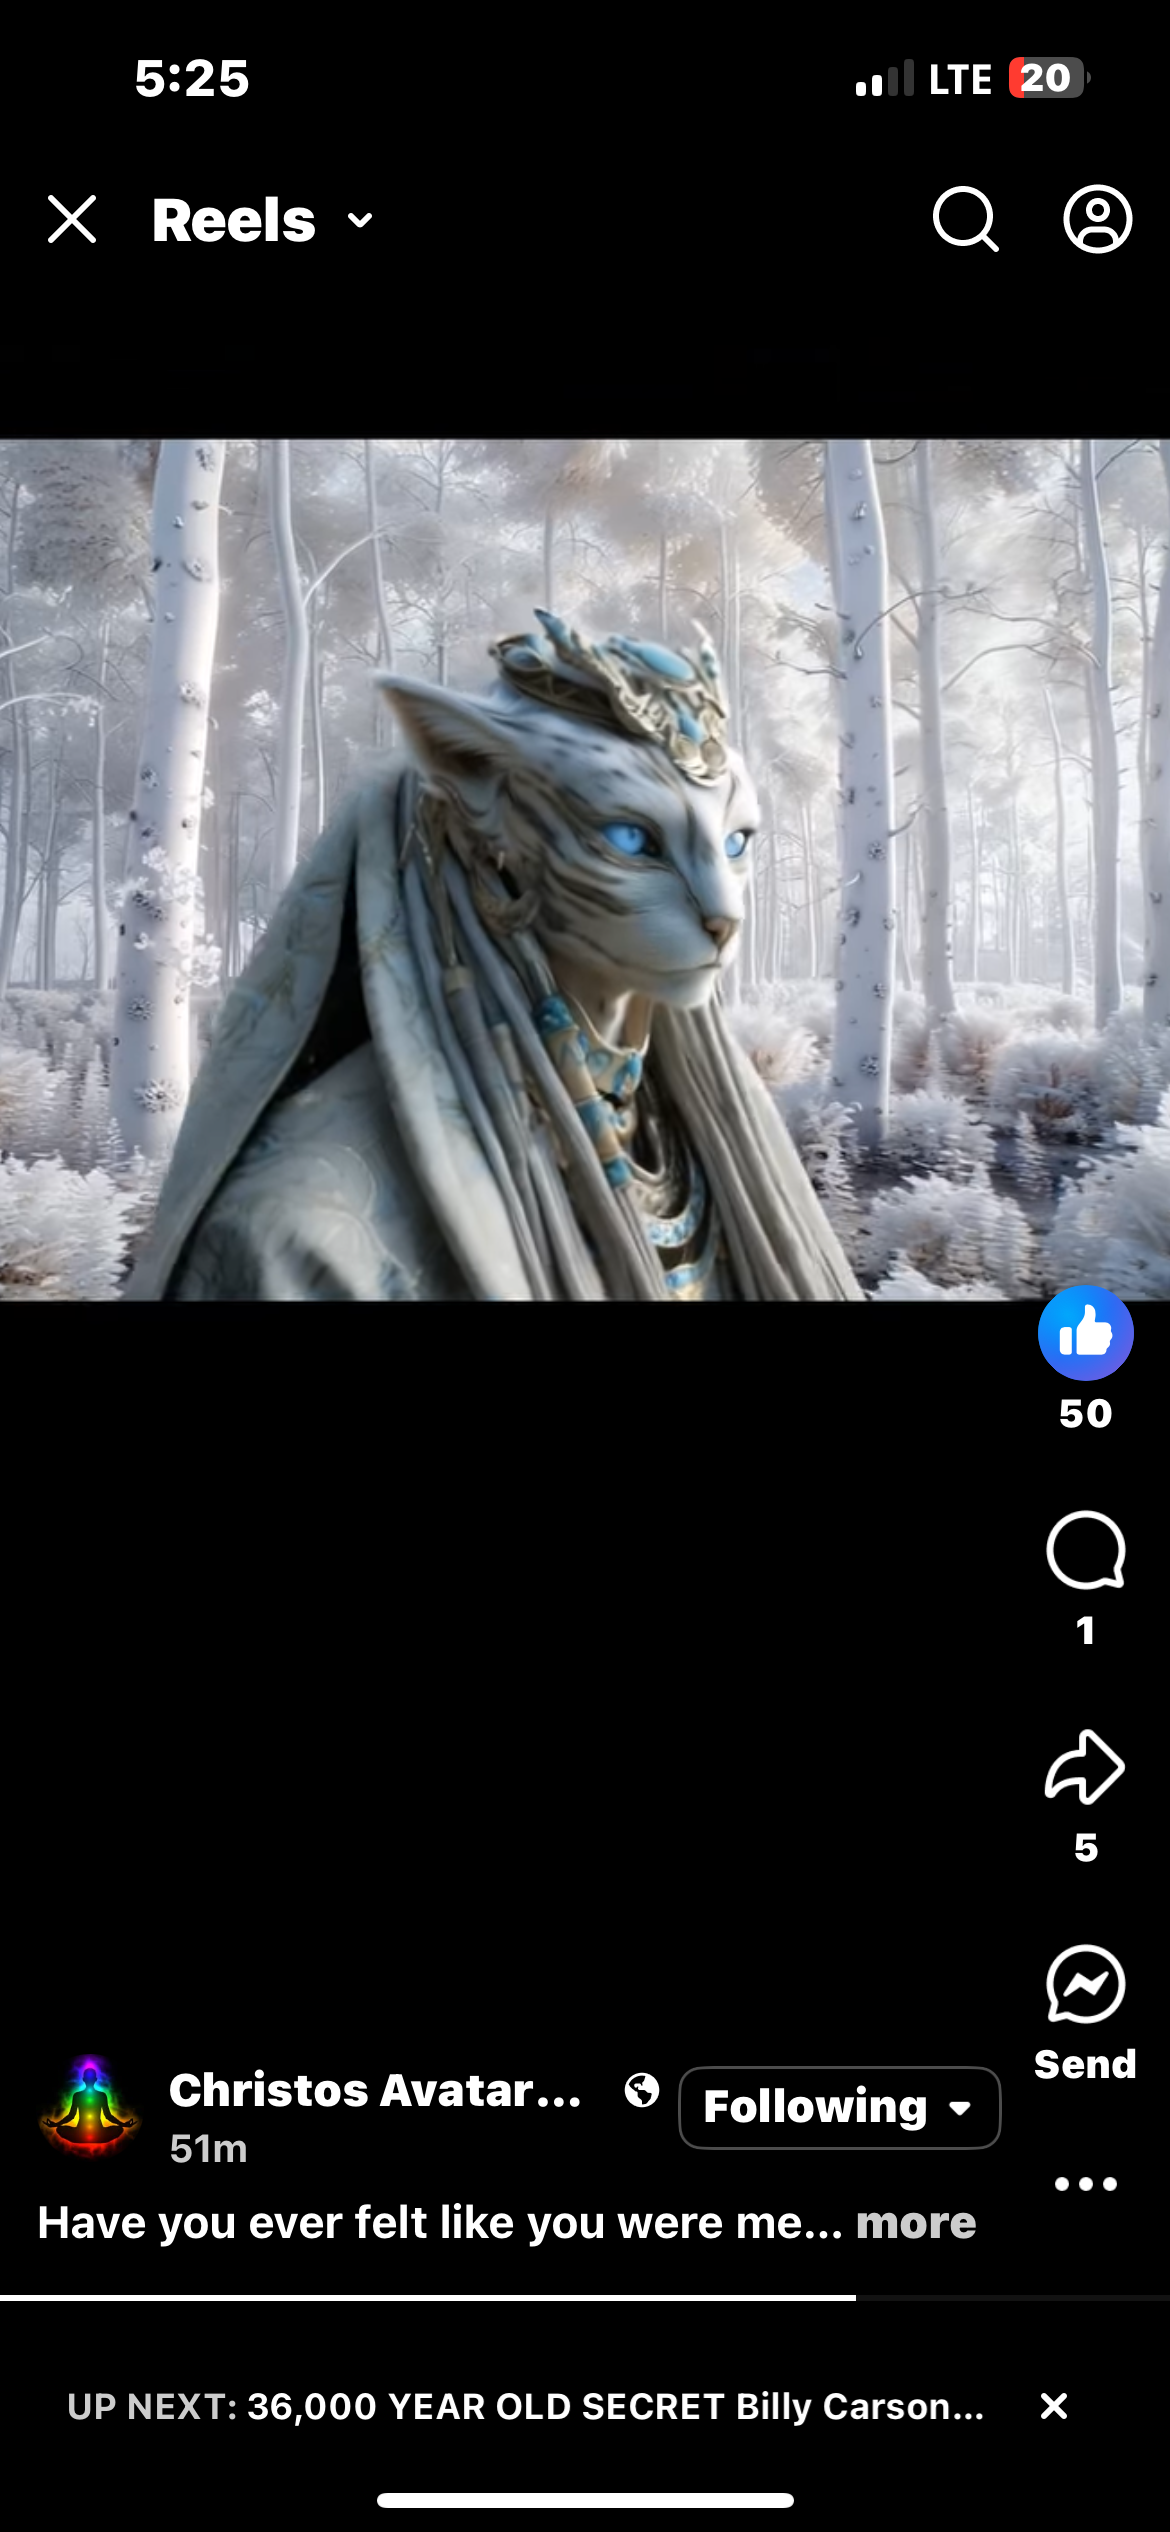 5:25
LTE 20
Reels
50
1
5
Send
Christos Avatar...
Following
51m
Have you ever felt like you were me... more
UP NEXT: 36,000 YEAR OLD SECRET Billy Carson...